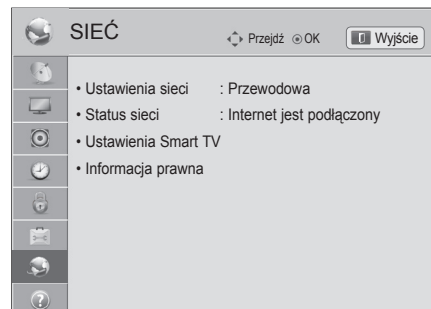 SIEĆ
Przejdź OK Wyjście
• Ustawienia sieci : Przewodowa
• Status sieci : Internet jest podłączony
• Ustawienia Smart TV
• Informacja prawna